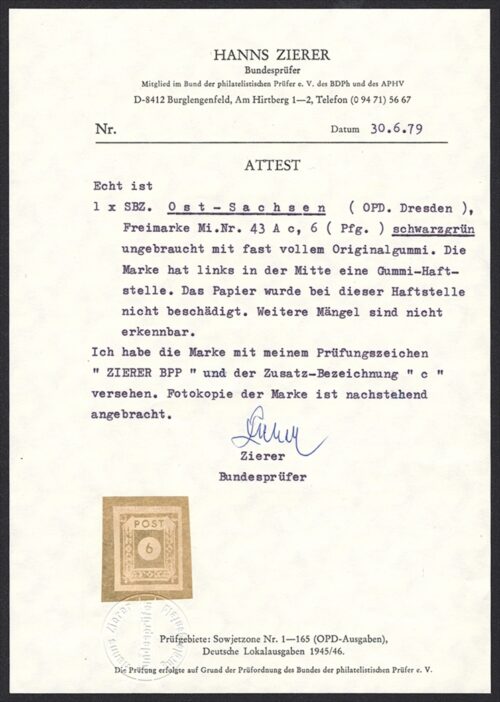 HANNS ZIERER
Bundesprüfer
Mitglied im Bund der philatelistischen Prüfer e. V. des BDPh und des APHV
D-8412 Burglengenfeld, Am Hirtberg 1—2, Telefon (0 94 71) 56 67
Nr. Datum 30.6.79
ATTEST
Echt ist
1 x SBZ. Ost-Sachsen ( OPD. Dresden ),
Freimarke Mi.Nr. 43 A c, 6 ( Pfg. ) schwarzgrün
ungebraucht mit fast vollem Originalgummi. Die
Marke hat links in der Mitte eine Gummi-Haft-
stelle. Das Papier wurde bei dieser Haftstelle
nicht beschädigt. Weitere Mängel sind nicht
erkennbar.
Ich habe die Marke mit meinem Prüfungszeichen
" ZIERER BPP " und der Zusatz-Bezeichnung " c "
versehen. Fotokopie der Marke ist nachstehend
angebracht.
Zierer
Bundesprüfer
POST
6
Prüfgebiete: Sowjetzone Nr. 1—165 (OPD-Ausgaben),
Deutsche Lokalausgaben 1945/46.
Die Prüfung erfolgte auf Grund der Prüfordnung des Bundes der philatelistischen Prüfer e. V.